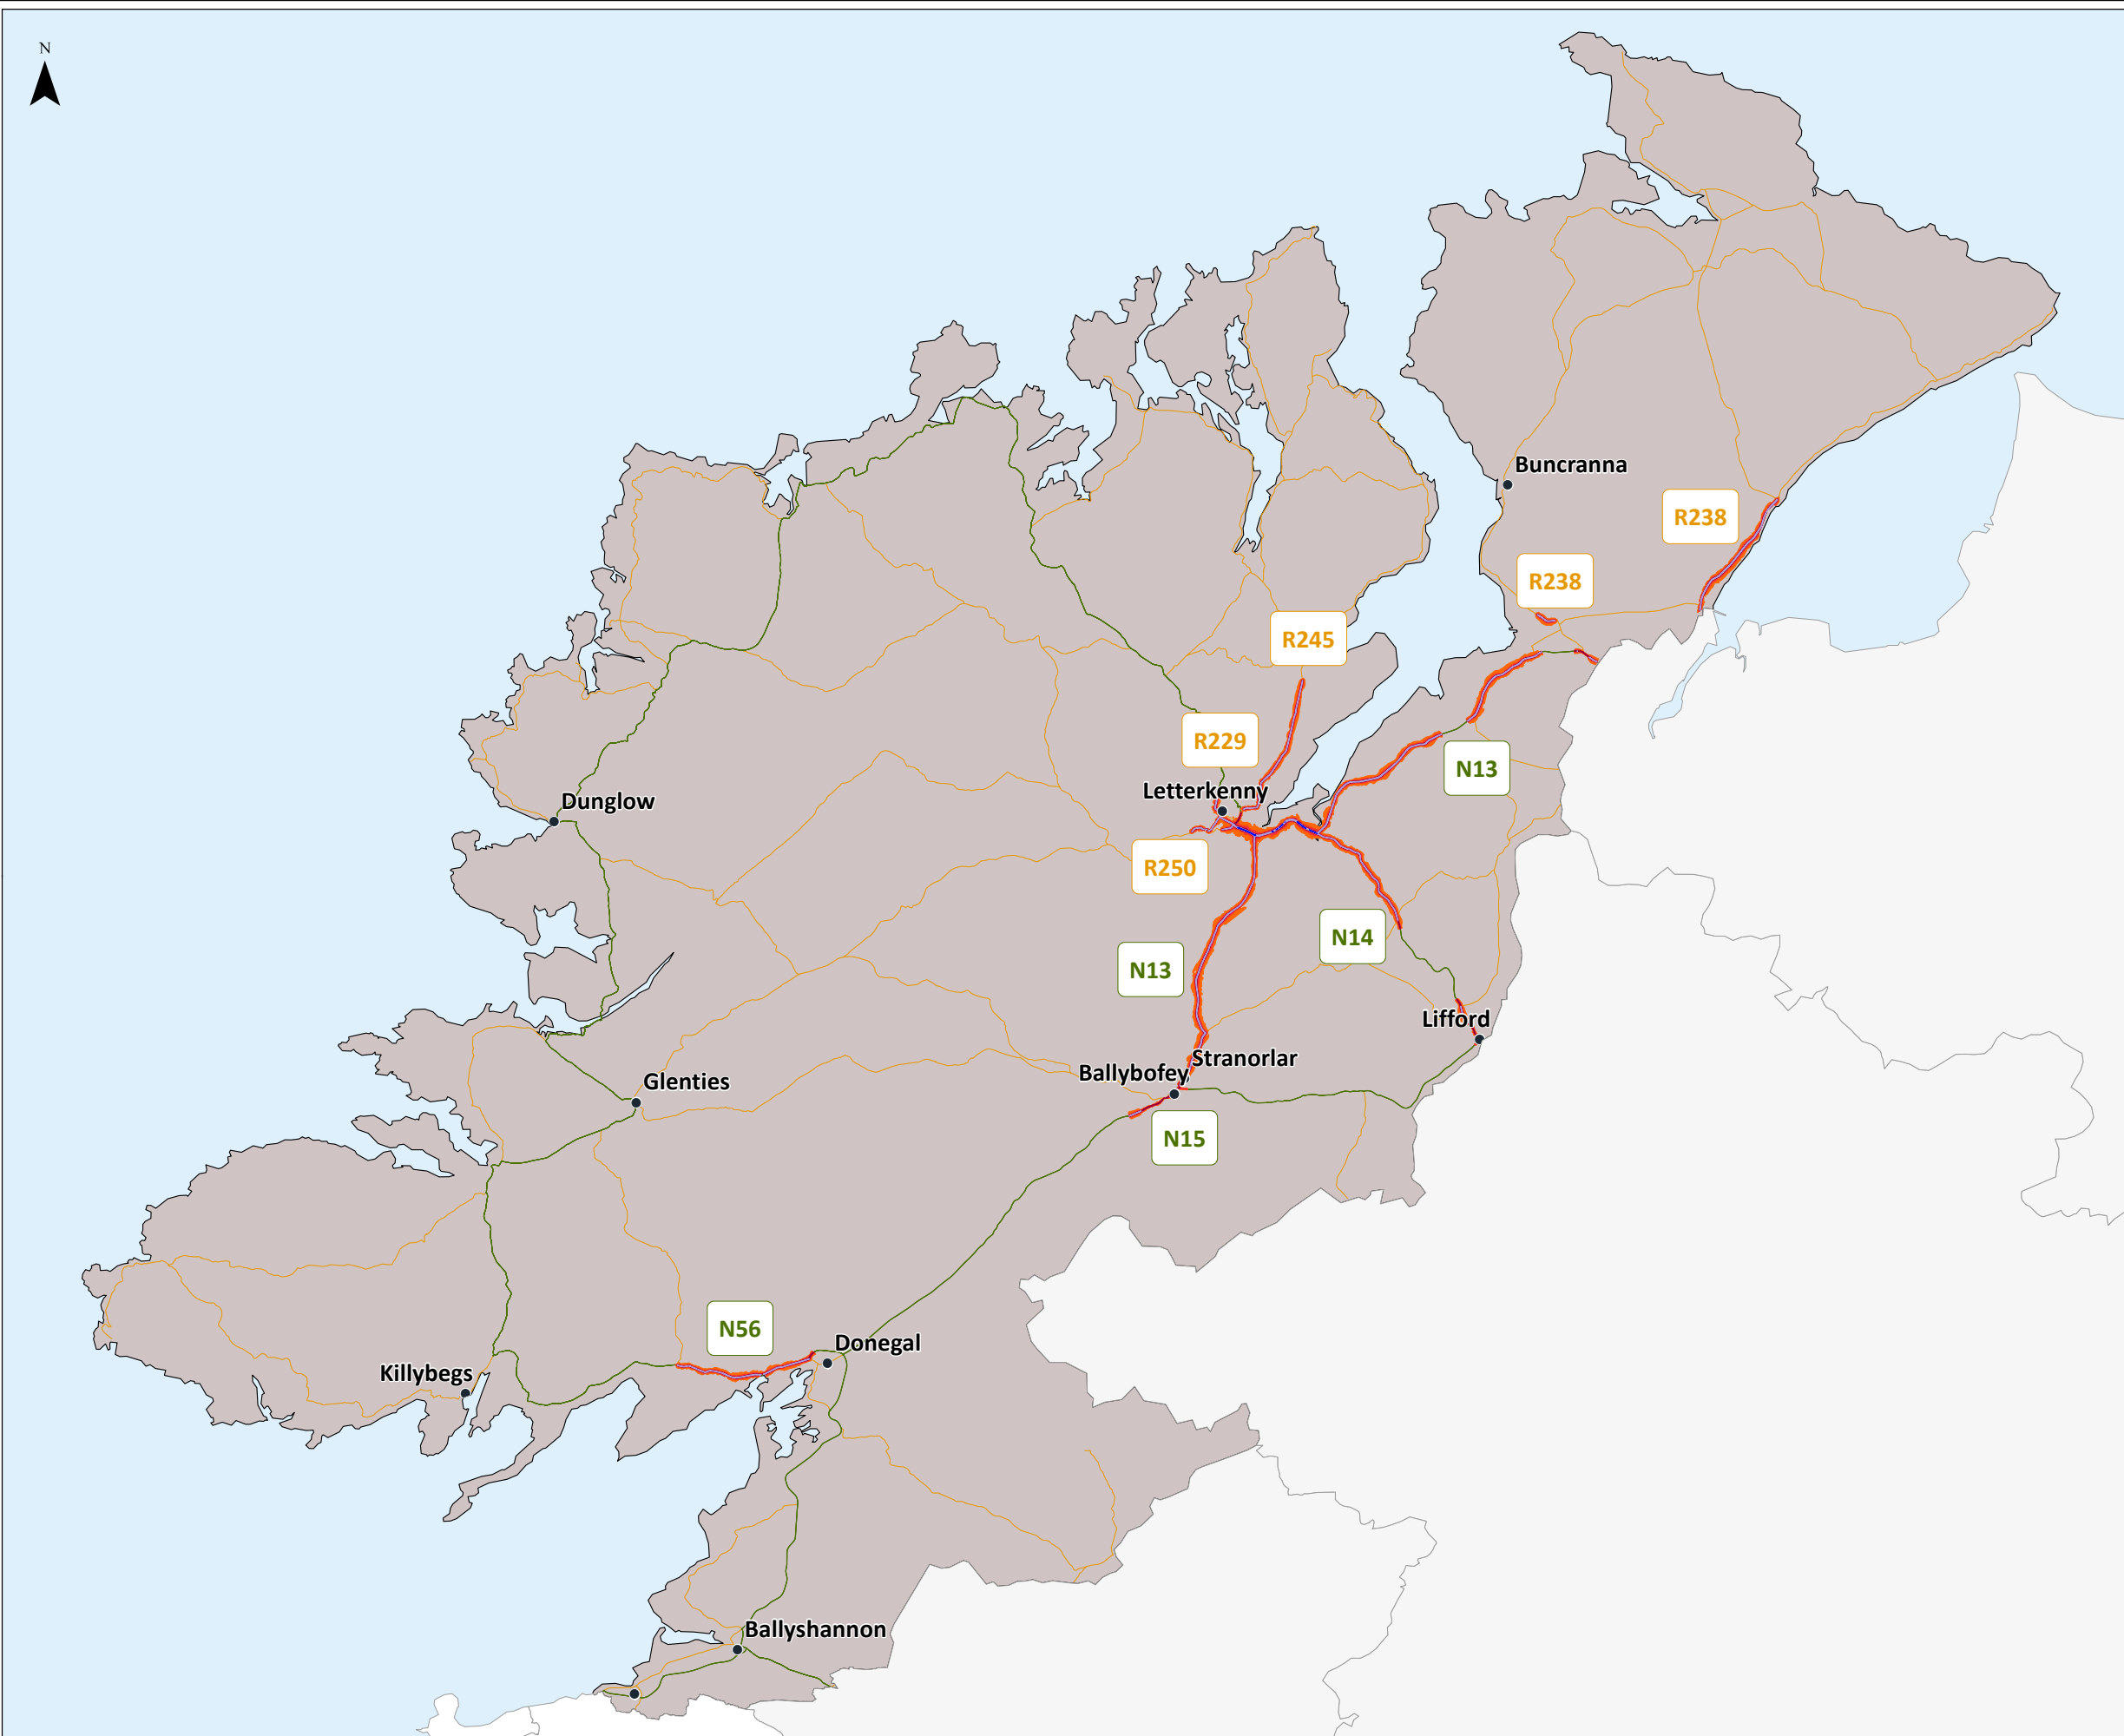 N
Buncranna
R238
R238
R245
R229
N13
Letterkenny
Dunglow
R250
N14
N13
Lifford
Stranorlar
Ballybofey
Glenties
N15
N56
Donegal
Killybegs
Ballyshannon